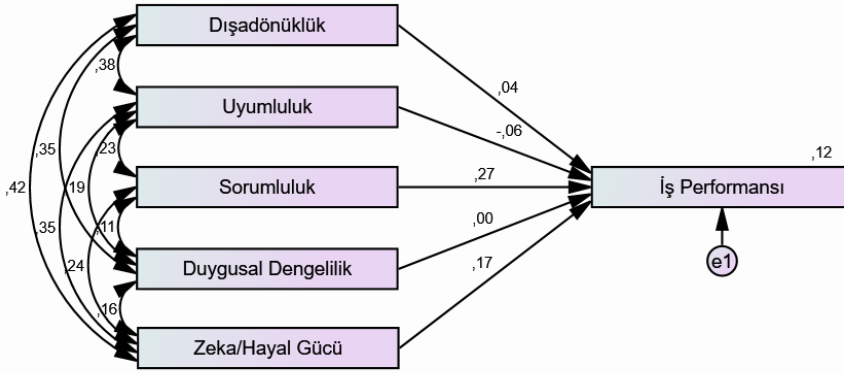 Dışadönüklük
,38
,04
Uyumluluk
-,06
,12
,35
,23
Sorumluluk
,27
İş Performansı
,42
,19
,00
,35
,11
Duygusal Dengelilik
,24
,17
e1
,16
Zeka/Hayal Gücü